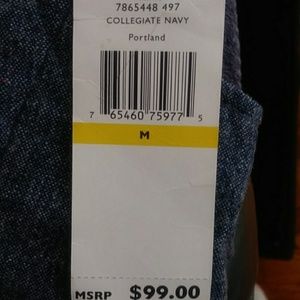 7865448 497
COLLEGIATE NAVY
Portland
7 65460 75977 5
M
MSRP $99.00